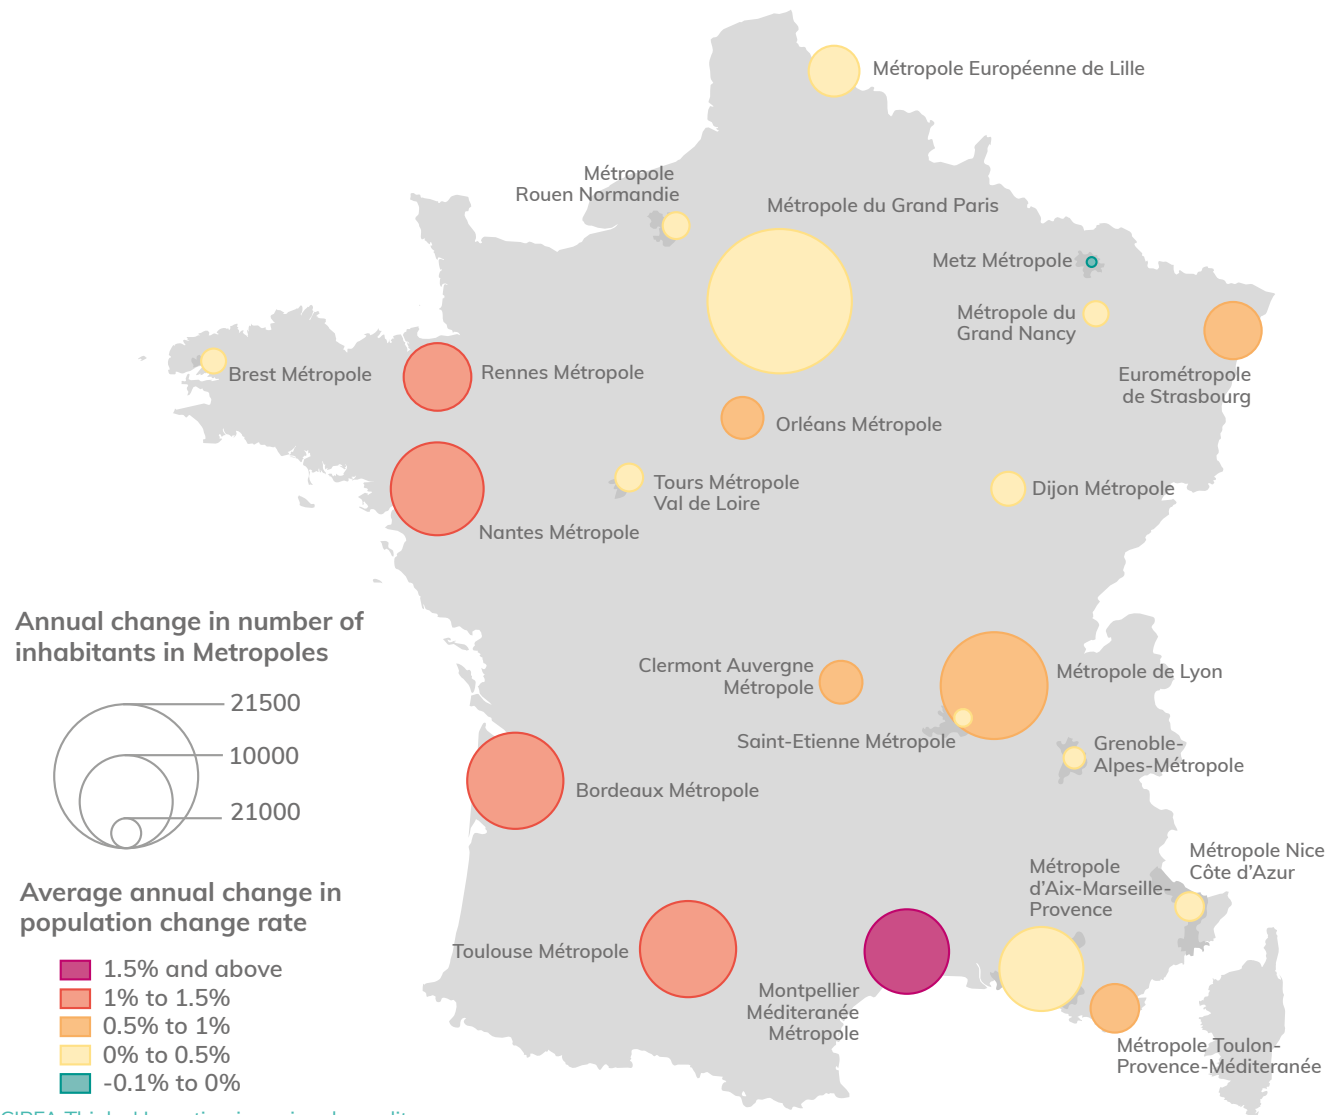 Métropole Européenne de Lille
Métropole
Rouen Normandie
Métropole du Grand Paris
Metz Métropole
Métropole du
Grand Nancy
Eurométropole
de Strasbourg
Brest Métropole
Rennes Métropole
Orléans Métropole
Tours Métropole
Val de Loire
Dijon Métropole
Nantes Métropole
Annual change in number of
inhabitants in Metropoles
21500
10000
21000
Clermont Auvergne
Métropole
Métropole de Lyon
Saint-Etienne Métropole
Grenoble-
Alpes-Métropole
Bordeaux Métropole
Métropole Nice
Côte d’Azur
Métropole
d’Aix-Marseille-
Provence
Toulouse Métropole
Montpellier
Méditeranée
Métropole
Métropole Toulon-
Provence-Méditeranée
Average annual change in
population change rate
1.5% and above
1% to 1.5%
0.5% to 1%
0% to 0.5%
-0.1% to 0%